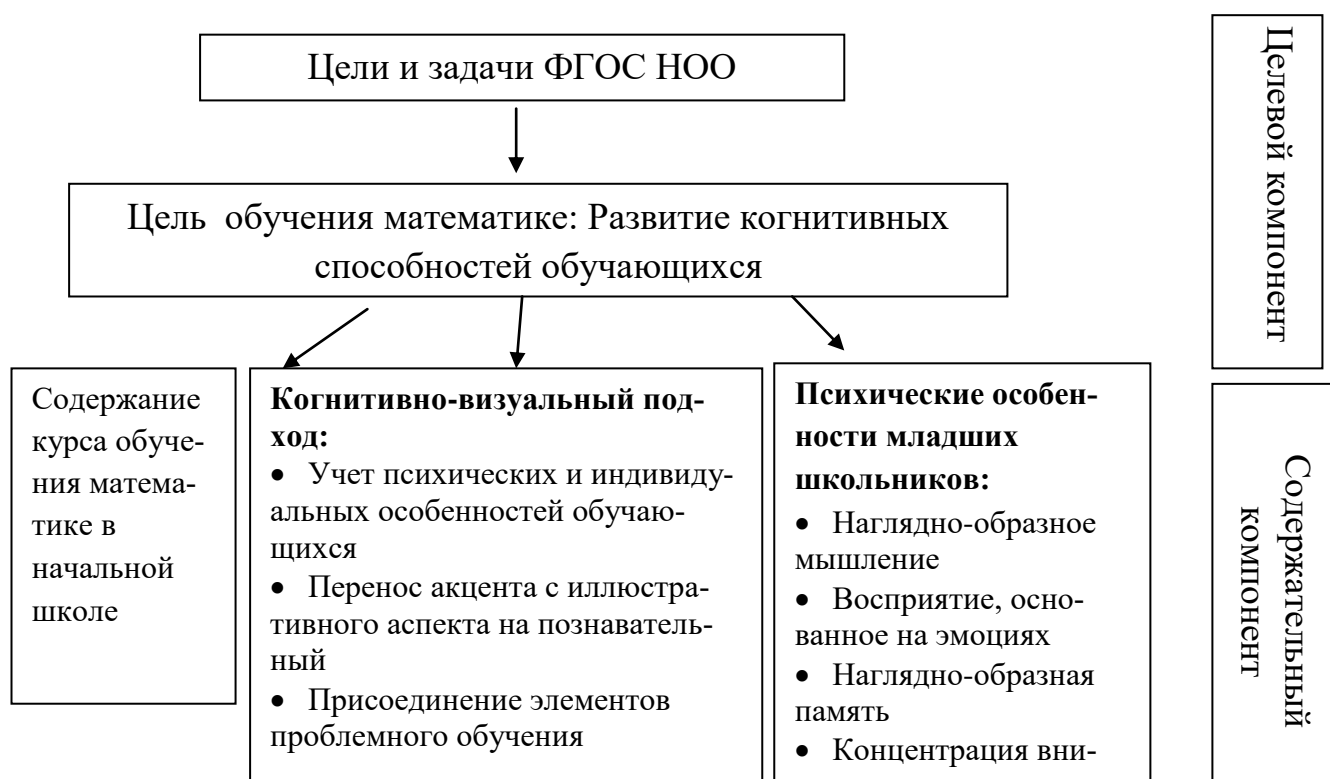 Цели и задачи ФГОС НОО
Цель обучения математике: Развитие когнитивных
способностей обучающихся
Целевой компонент
Содержание
курса обуче-
ния матема-
тике в
начальной
школе
Когнитивно-визуальный под-
ход:
• Учет психических и индивиду-
альных особенностей обучаю-
щихся
• Перенос акцента с иллюстра-
тивного аспекта на познаватель-
ный
• Присоединение элементов
проблемного обучения
Психические особен-
ности младших
школьников:
• Наглядно-образное
мышление
• Восприятие, осно-
ванное на эмоциях
• Наглядно-образная
память
• Концентрация вни-
Содержательный
компонент